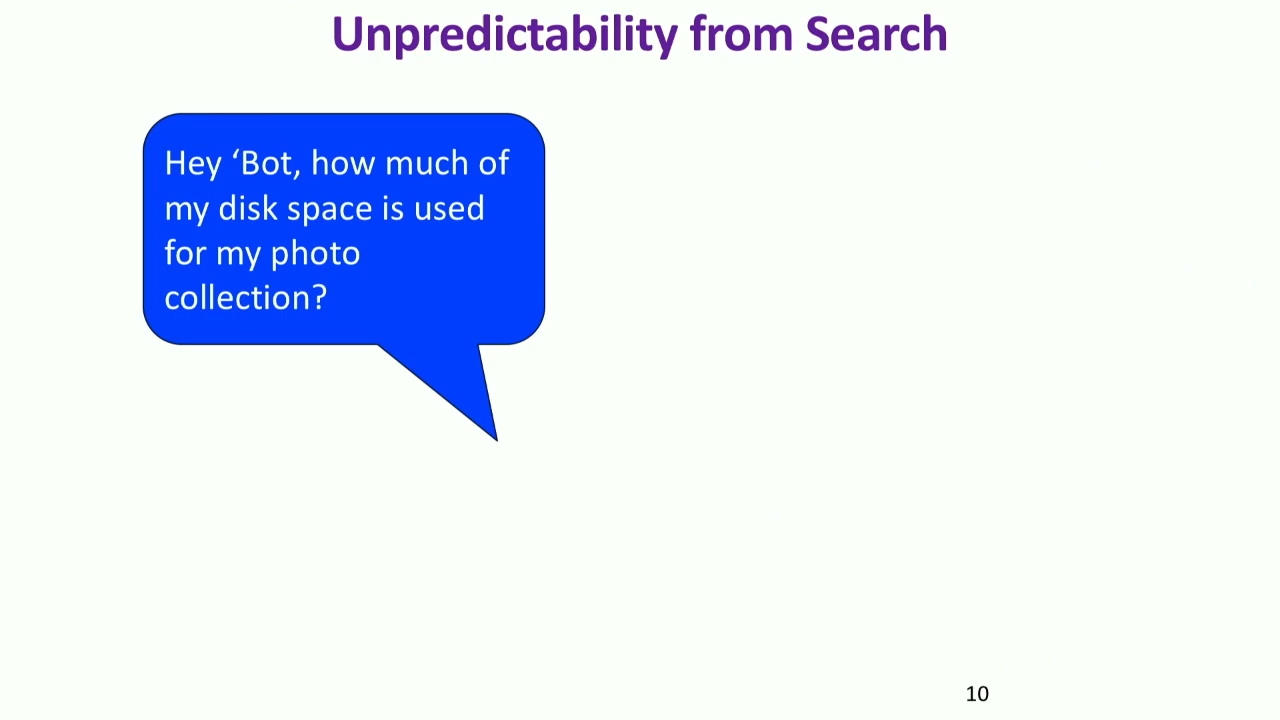 Unpredictability from Search
Hey ‘Bot, how much of
my disk space is used
for my photo
collection?
10